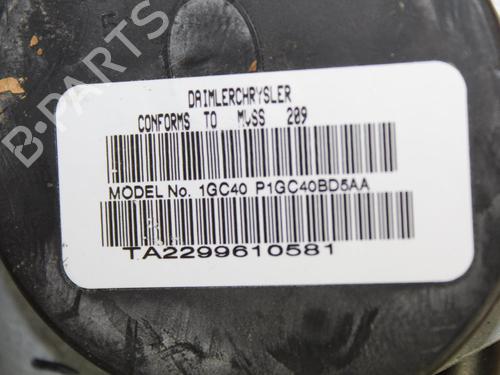 DAIMLERCHRYSLER
CONFORMS TO MVSS 209
MODEL No. 1GC40 P1GC40BD5AA
TA2299610581
B-PARTS